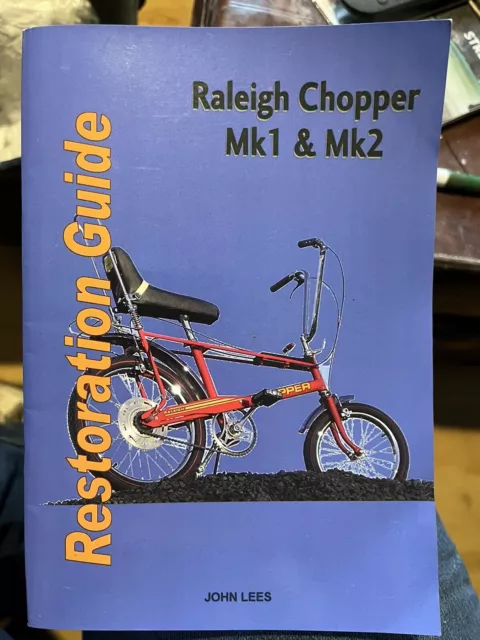 Raleigh Chopper
Mk1 & Mk2
Restoration Guide
JOHN LEES